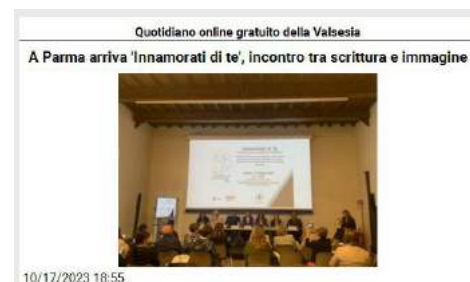 Quotidiano online gratuito della Valsesia
A Parma arriva 'Innamorati di te', incontro tra scrittura e immagine
10/17/2023 18:55